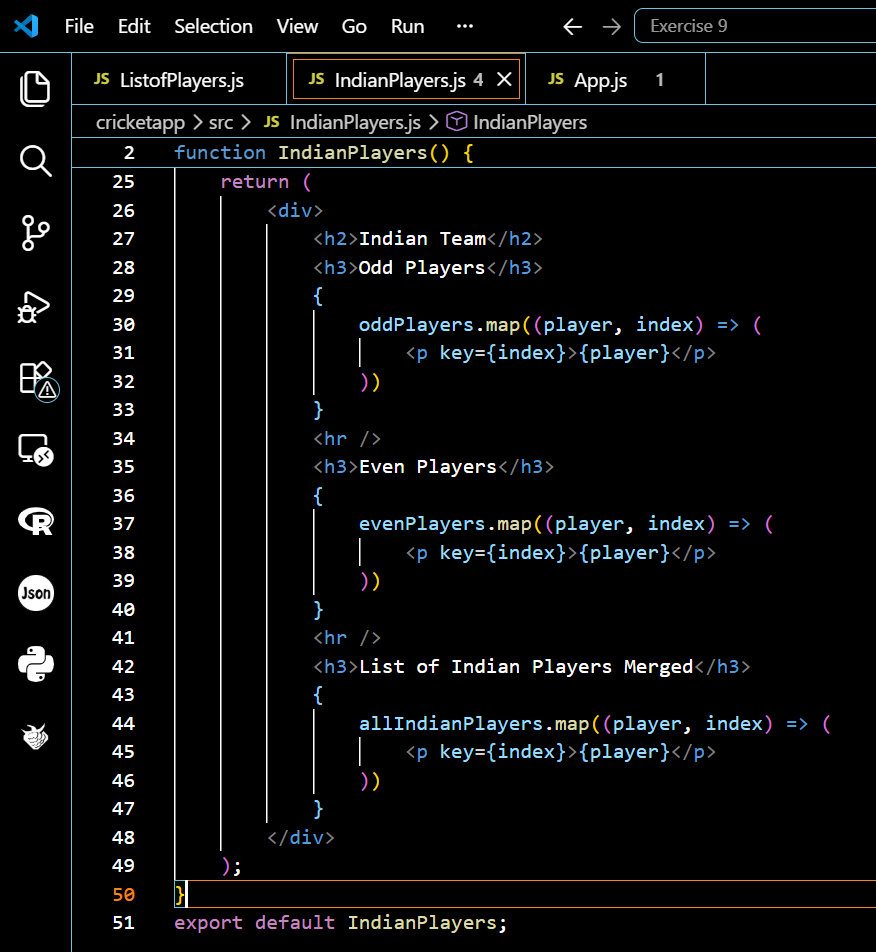 File Edit Selection View Go Run ··· ← → Exercise 9
JS ListofPlayers.js JS IndianPlayers.js 4 × JS App.js 1
cricketapp > src > JS IndianPlayers.js > IndianPlayers
2 function IndianPlayers() {
25 return (
26 <div>
27 <h2>Indian Team</h2>
28 <h3>Odd Players</h3>
29 {
30 oddPlayers.map((player, index) => (
31 <p key={index}>{player}</p>
32 ))
33 }
34 <hr />
35 <h3>Even Players</h3>
36 {
37 evenPlayers.map((player, index) => (
38 <p key={index}>{player}</p>
39 ))
40 }
41 <hr />
42 <h3>List of Indian Players Merged</h3>
43 {
44 allIndianPlayers.map((player, index) => (
45 <p key={index}>{player}</p>
46 ))
47 }
48 </div>
49 );
50 }
51 export default IndianPlayers;
R
Json